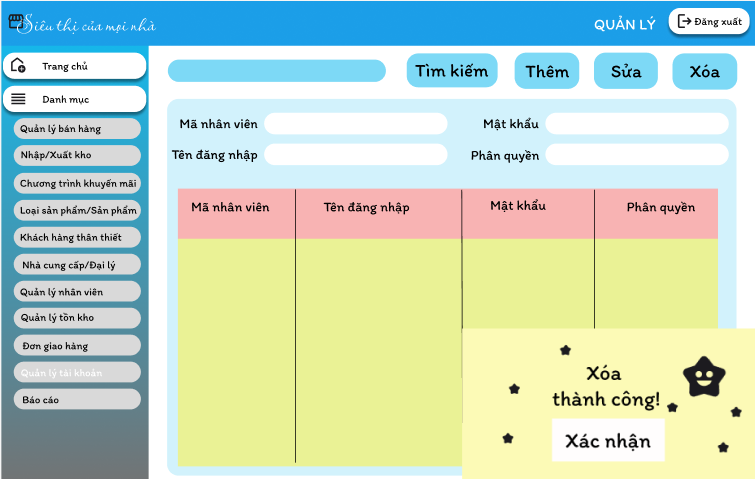 Siêu thị của mọi nhà
QUẢN LÝ
Đăng xuất
Trang chủ
Danh mục
Quản lý bán hàng
Nhập/Xuất kho
Chương trình khuyến mãi
Loại sản phẩm/Sản phẩm
Khách hàng thân thiết
Nhà cung cấp/Đại lý
Quản lý nhân viên
Quản lý tồn kho
Đơn giao hàng
Quản lý tài khoản
Báo cáo
Tìm kiếm
Thêm
Sửa
Xóa
Mã nhân viên
Mật khẩu
Tên đăng nhập
Phân quyền
Mã nhân viên
Tên đăng nhập
Mật khẩu
Phân quyền
Xóa
thành công!
Xác nhận